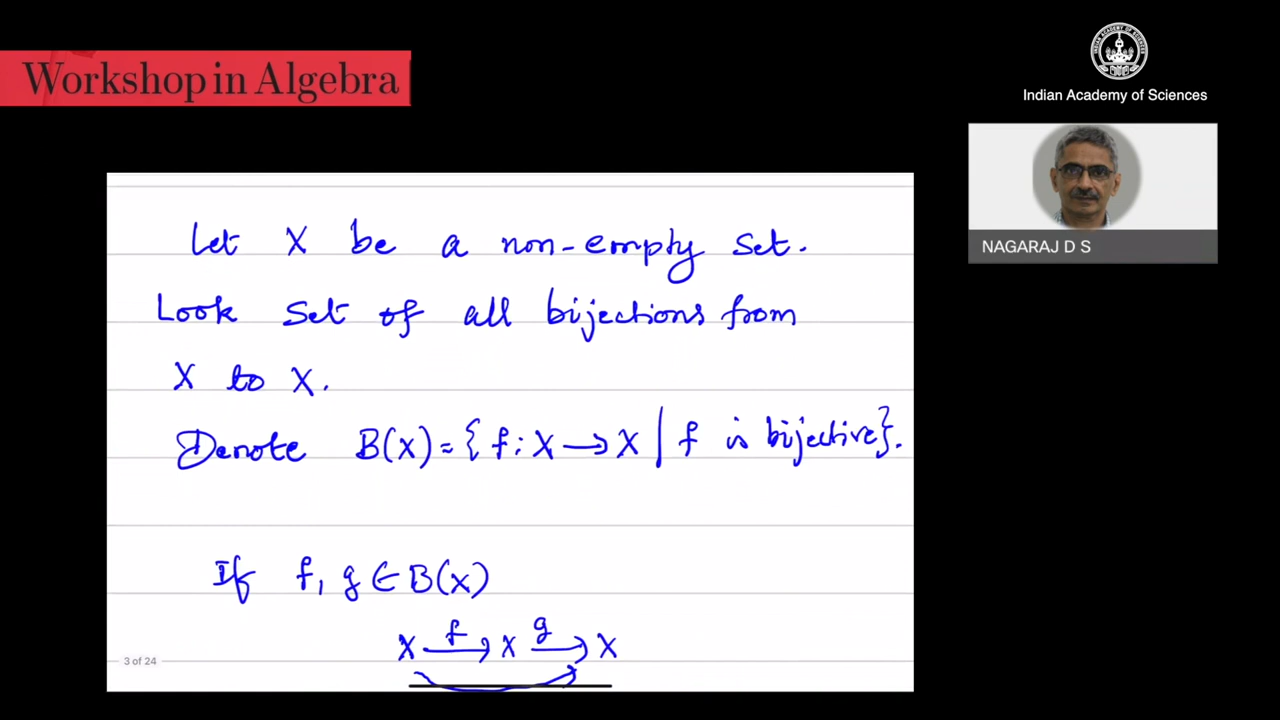 Workshop in Algebra
Indian Academy of Sciences
NAGARAJ D S
Let X be a non-empty set.
Look set of all bijections from
X to X.
Denote B(X) = { f : X → X | f is bijective }.
If f, g ∈ B(X)
X →f X →g X
3 of 24